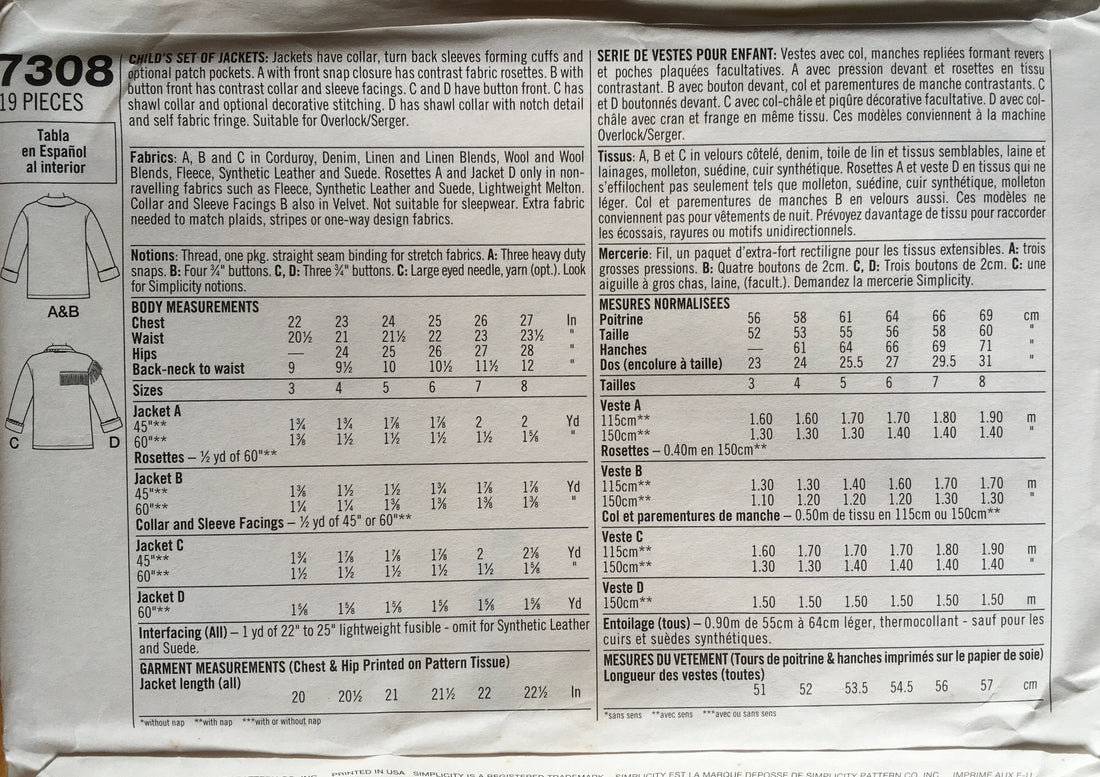 7308
19 PIECES
Tabla
en Español
al interior
A&B
C D
CHILD'S SET OF JACKETS: Jackets have collar, turn back sleeves forming cuffs and
optional patch pockets. A with front snap closure has contrast fabric rosettes. B with
button front has contrast collar and sleeve facings. C and D have button front. C has
shawl collar and optional decorative stitching. D has shawl collar with notch detail
and self fabric fringe. Suitable for Overlock/Serger.
Fabrics: A, B and C in Corduroy, Denim, Linen and Linen Blends, Wool and Wool
Blends, Fleece, Synthetic Leather and Suede. Rosettes A and Jacket D only in non-
ravelling fabrics such as Fleece, Synthetic Leather and Suede, Lightweight Melton.
Collar and Sleeve Facings B also in Velvet. Not suitable for sleepwear. Extra fabric
needed to match plaids, stripes or one-way design fabrics.
Notions: Thread, one pkg. straight seam binding for stretch fabrics. A: Three heavy duty
snaps. B: Four ¾" buttons. C, D: Three ¾" buttons. C: Large eyed needle, yarn (opt.). Look
for Simplicity notions.
BODY MEASUREMENTS
Chest 22 23 24 25 26 27 In
Waist 20½ 21 21½ 22 23 23½ "
Hips — 24 25 26 27 28 "
Back-neck to waist 9 9½ 10 10½ 11½ 12 "
Sizes 3 4 5 6 7 8
Jacket A
45"** 1¾ 1¾ 1⅞ 1⅞ 2 2 Yd
60"** 1⅜ 1½ 1½ 1½ 1½ 1⅝ "
Rosettes – ½ yd of 60"**
Jacket B
45"** 1⅜ 1½ 1½ 1¾ 1⅞ 1⅞ Yd
60"** 1¼ 1¼ 1⅜ 1⅜ 1⅜ 1⅜ "
Collar and Sleeve Facings – ½ yd of 45" or 60"**
Jacket C
45"** 1¾ 1⅞ 1⅞ 1⅞ 2 2⅛ Yd
60"** 1½ 1½ 1½ 1½ 1½ 1⅝ "
Jacket D
60"** 1⅝ 1⅝ 1⅝ 1⅝ 1⅝ 1⅝ Yd
Interfacing (All) – 1 yd of 22" to 25" lightweight fusible - omit for Synthetic Leather
and Suede.
GARMENT MEASUREMENTS (Chest & Hip Printed on Pattern Tissue)
Jacket length (all)
20 20½ 21 21½ 22 22½ In
*without nap **with nap ***with or without nap
SERIE DE VESTES POUR ENFANT: Vestes avec col, manches repliées formant revers
et poches plaquées facultatives. A avec pression devant et rosettes en tissu
contrastant. B avec bouton devant, col et parementures de manche contrastants. C
et D boutonnés devant. C avec col-châle et piqûre décorative facultative. D avec col-
châle avec cran et frange en même tissu. Ces modèles conviennent à la machine
Overlock/Serger.
Tissus: A, B et C in velours côtelé, denim, toile de lin et tissus semblables, laine et
lainages, molleton, suédine, cuir synthétique. Rosettes A et veste D en tissus qui ne
s'effilochent pas seulement tels que molleton, suédine, cuir synthétique, molleton
léger. Col et parementures de manches B en velours aussi. Ces modèles ne
conviennent pas pour vêtements de nuit. Prévoyez davantage de tissu pour raccorder
les écossais, rayures ou motifs unidirectionnels.
Mercerie: Fil, un paquet d'extra-fort rectiligne pour les tissus extensibles. A: trois
grosses pressions. B: Quatre boutons de 2cm. C, D: Trois boutons de 2cm. C: une
aiguille à gros chas, laine, (facult.). Demandez la mercerie Simplicity.
MESURES NORMALISEES
Poitrine 56 58 61 64 66 69 cm
Taille 52 53 55 56 58 60 "
Hanches — 61 64 66 69 71 "
Dos (encolure à taille) 23 24 25.5 27 29.5 31 "
Tailles 3 4 5 6 7 8
Veste A
115cm** 1.60 1.60 1.70 1.70 1.80 1.90 m
150cm** 1.30 1.30 1.30 1.40 1.40 1.40 "
Rosettes – 0.40m en 150cm**
Veste B
115cm** 1.30 1.30 1.40 1.60 1.70 1.70 m
150cm** 1.10 1.20 1.20 1.20 1.30 1.30 "
Col et parementures de manche – 0.50m de tissu en 115cm ou 150cm**
Veste C
115cm** 1.60 1.70 1.70 1.70 1.80 1.90 m
150cm** 1.30 1.30 1.40 1.40 1.40 1.40 "
Veste D
150cm** 1.50 1.50 1.50 1.50 1.50 1.50 m
Entoilage (tous) – 0.90m de 55cm à 64cm léger, thermocollant - sauf pour les
cuirs et suèdes synthétiques.
MESURES DU VETEMENT (Tours de poitrine & hanches imprimés sur le papier de soie)
Longueur des vestes (toutes)
51 52 53.5 54.5 56 57 cm
*sans sens **avec sens ***avec ou sans sens
PRINTED IN USA SIMPLICITY IS A REGISTERED TRADEMARK SIMPLICITY EST LA MARQUE DEPOSSE DE SIMPLICITY PATTERN CO. INC. IMPRIME AUX E-U